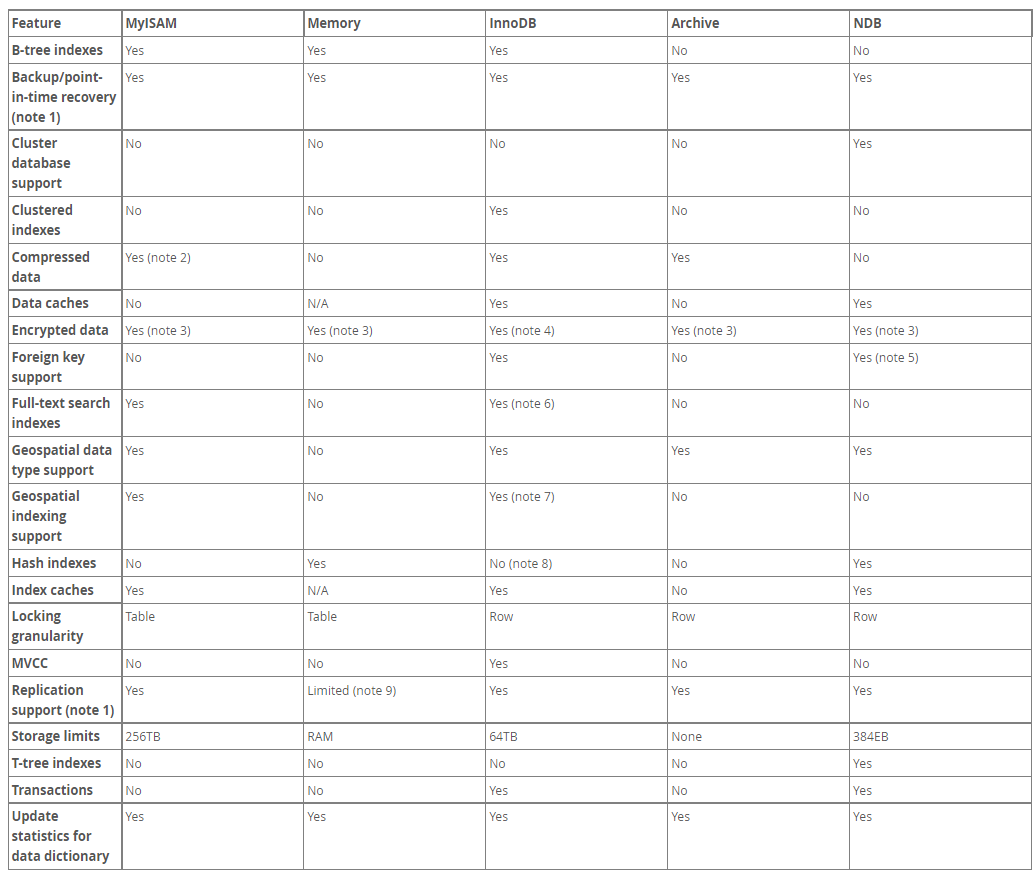 Feature MyISAM Memory InnoDB Archive NDB
B-tree indexes Yes Yes Yes No No
Backup/point- Yes Yes Yes Yes Yes
in-time recovery
(note 1)
Cluster No No No No Yes
database
support
Clustered No No Yes No No
indexes
Compressed Yes (note 2) No Yes Yes No
data
Data caches No N/A Yes No Yes
Encrypted data Yes (note 3) Yes (note 3) Yes (note 4) Yes (note 3) Yes (note 3)
Foreign key No No Yes No Yes (note 5)
support
Full-text search Yes No Yes (note 6) No No
indexes
Geospatial data Yes No Yes Yes Yes
type support
Geospatial Yes No Yes (note 7) No No
indexing
support
Hash indexes No Yes No (note 8) No Yes
Index caches Yes N/A Yes No Yes
Locking Table Table Row Row Row
granularity
MVCC No No Yes No No
Replication Yes Limited (note 9) Yes Yes Yes
support (note 1)
Storage limits 256TB RAM 64TB None 384EB
T-tree indexes No No No No Yes
Transactions No No Yes No Yes
Update Yes Yes Yes Yes Yes
statistics for
data dictionary